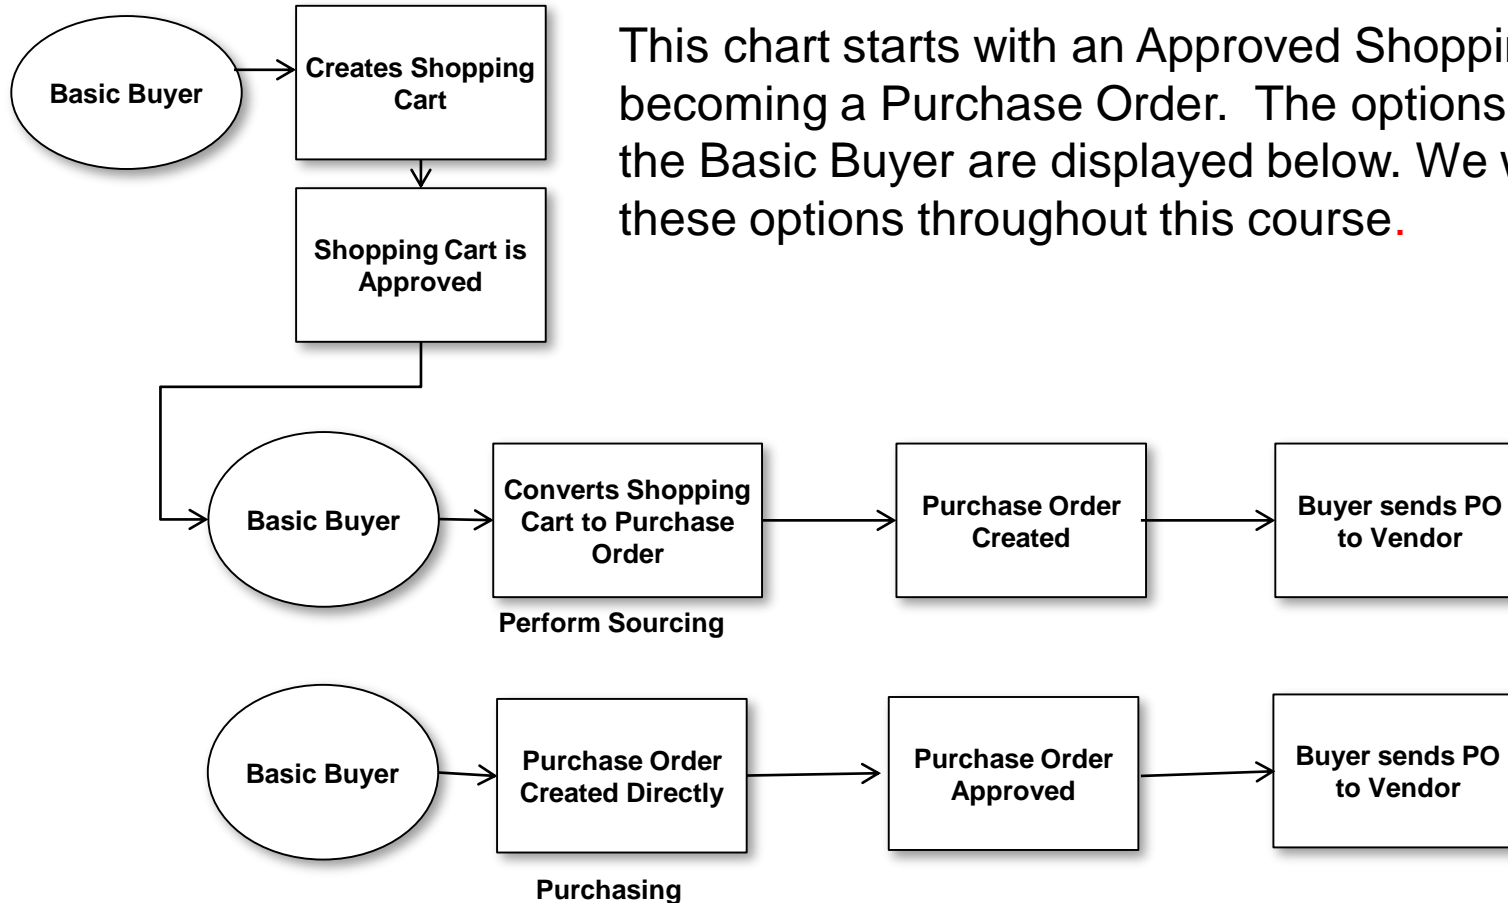 Basic Buyer
Creates Shopping
Cart
This chart starts with an Approved
becoming a Purchase Order. The options
the Basic Buyer are displayed below. We
these options throughout this course.
Shopping Cart is
Approved
Basic Buyer
Converts Shopping
Cart to Purchase
Order
Purchase Order
Created
Buyer sends PO
to Vendor
Perform Sourcing
Basic Buyer
Purchase Order
Created Directly
Purchase Order
Approved
Buyer sends PO
to Vendor
Purchasing